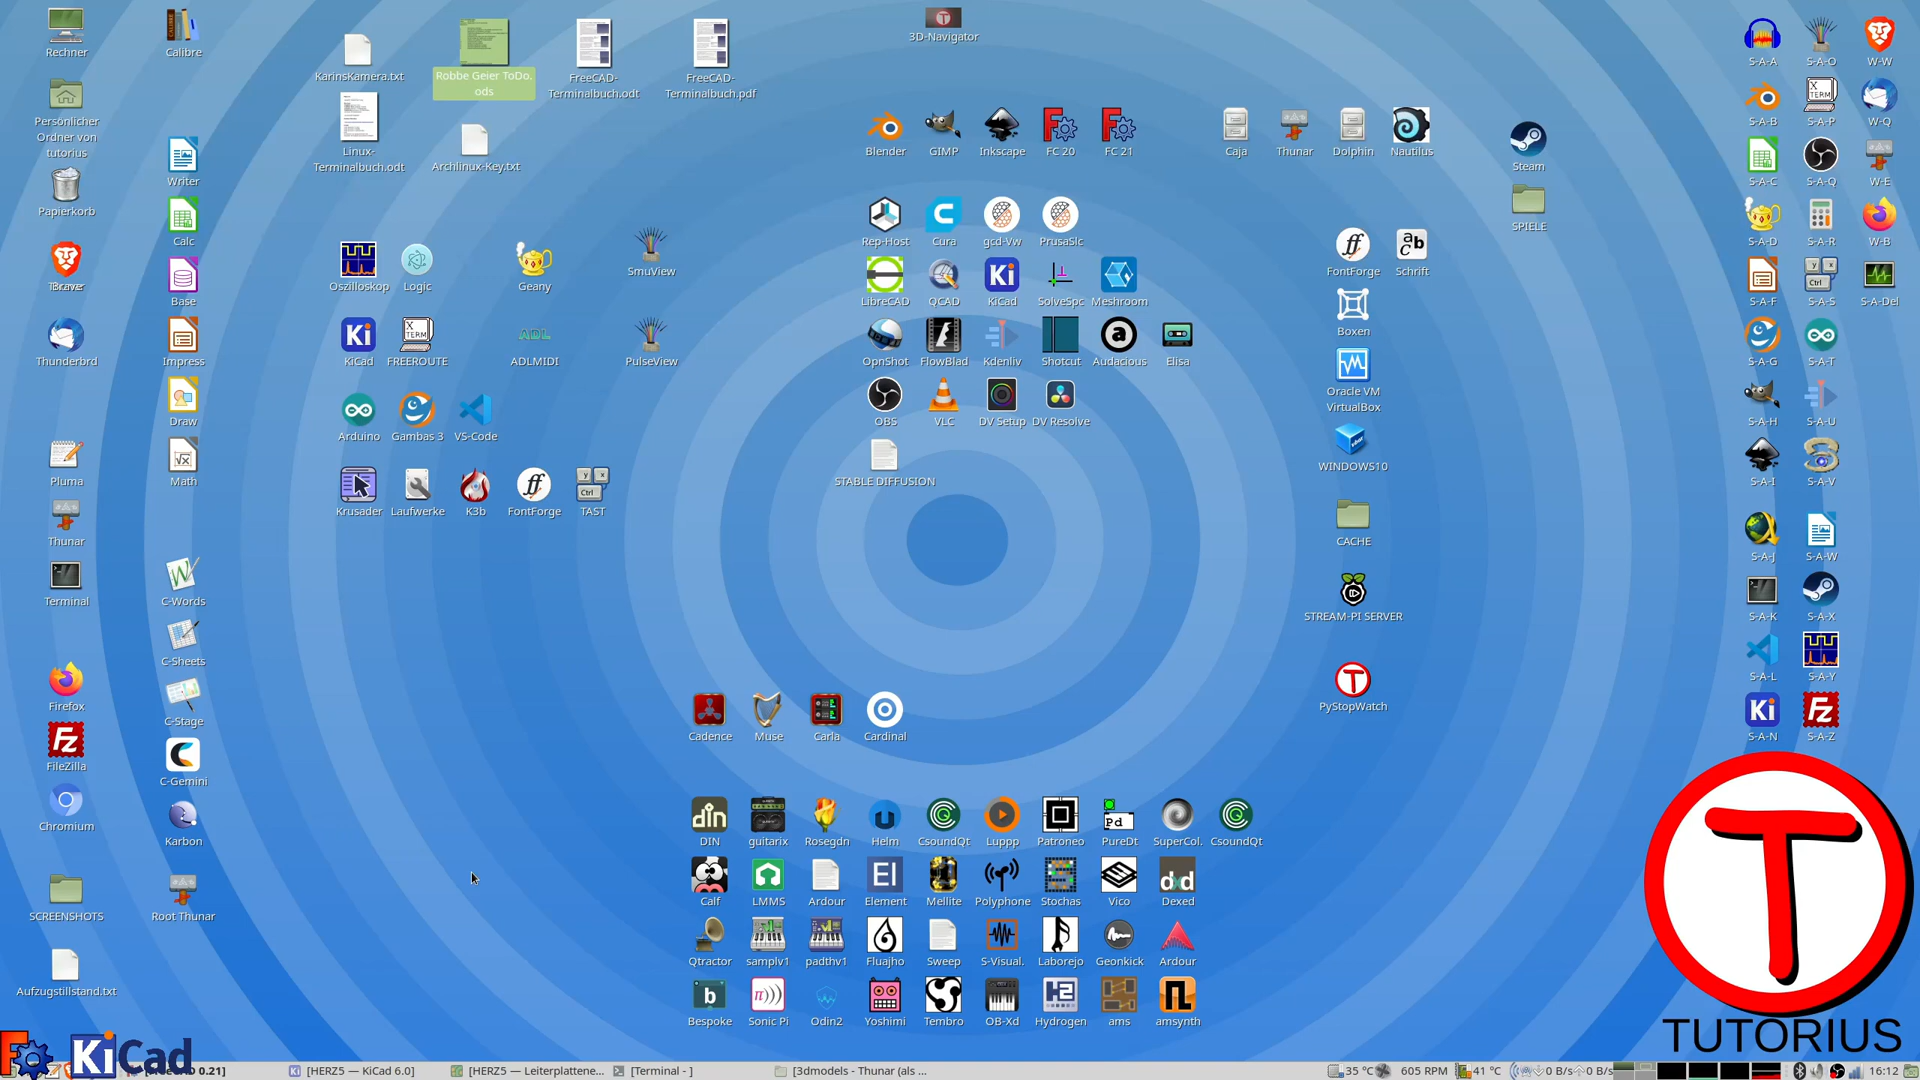 Rechner
Calibre
KarinsKamera.txt
Robbe Geier ToDo.
ods
FreeCAD-
Terminalbuch.odt
FreeCAD-
Terminalbuch.pdf
3D-Navigator
S-A-A
S-A-O
W-W
Persönlicher
Ordner von
tutorius
Linux-
Terminalbuch.odt
Archlinux-Key.txt
Blender
GIMP
Inkscape
FC 20
FC 21
Caja
Thunar
Dolphin
Nautilus
Steam
S-A-B
S-A-P
W-Q
Writer
S-A-C
S-A-Q
W-E
Papierkorb
Calc
SPIELE
Rep-Host
Cura
gcd-Vw
PrusaSlc
S-A-D
S-A-R
W-B
SmuView
FontForge
Schrift
Oszilloskop
Logic
Geany
Base
LibreCAD
QCAD
KiCad
SolveSpc
Meshroom
S-A-F
S-A-S
S-A-Del
Boxen
Thunderbrd
Impress
KiCad
FREEROUTE
ADLMIDI
PulseView
OpnShot
FlowBlad
Kdenliv
Shotcut
Audacious
Elisa
S-A-G
S-A-T
Oracle VM
VirtualBox
Draw
Arduino
Gambas 3
VS-Code
OBS
VLC
DV Setup
DV Resolve
S-A-H
S-A-U
WINDOWS10
Pluma
Math
STABLE DIFFUSION
S-A-I
S-A-V
Krusader
Laufwerke
K3b
FontForge
TAST
Thunar
CACHE
S-A-J
S-A-W
Terminal
C-Words
STREAM-PI SERVER
S-A-K
S-A-X
C-Sheets
S-A-L
S-A-Y
Firefox
C-Stage
PyStopWatch
Cadence
Muse
Carla
Cardinal
S-A-N
S-A-Z
FileZilla
C-Gemini
Chromium
Karbon
DIN
guitarix
Rosegdn
Helm
CsoundQt
Luppp
Patroneo
PureDt
SuperCol.
CsoundQt
SCREENSHOTS
Root Thunar
Calf
LMMS
Ardour
Element
Mellite
Polyphone
Stochas
Vico
Dexed
Qtractor
samplv1
padthv1
Fluajho
Sweep
S-Visual.
Laborejo
Geonkick
Ardour
Aufzugstillstand.txt
Bespoke
Sonic Pi
Odin2
Yoshimi
Tembro
OB-Xd
Hydrogen
ams
amsynth
T
TUTORIUS
KiCad
0.21]
[HERZ5 — KiCad 6.0]
[HERZ5 — Leiterplattene...
[Terminal - ]
[3dmodels - Thunar (als ...
35 °C
605 RPM
41 °C
0 B/s
0 B/s
16:12